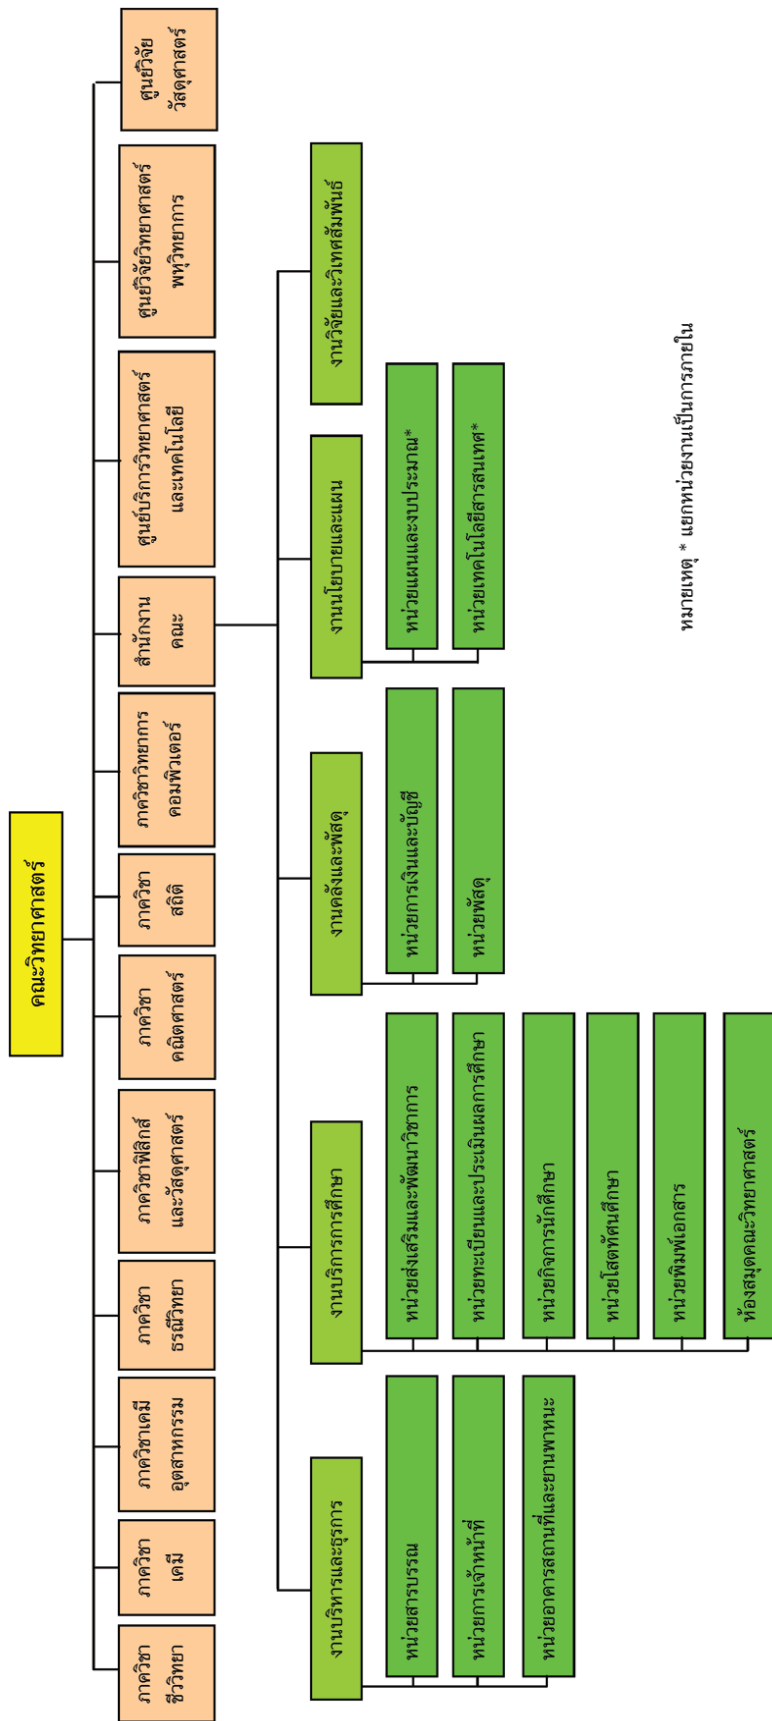 คณะวิทยาศาสตร์
ภาควิชา
ชีววิทยา
ภาควิชา
เคมี
ภาควิชาเคมี
อุตสาหกรรม
ภาควิชา
ธรณีวิทยา
ภาควิชาฟิสิกส์
และวัสดุศาสตร์
ภาควิชา
คณิตศาสตร์
ภาควิชา
สถิติ
ภาควิชาวิทยาการ
คอมพิวเตอร์
สำนักงาน
คณะ
ศูนย์บริการวิทยาศาสตร์
และเทคโนโลยี
ศูนย์วิจัยวิทยาศาสตร์
พหุวิทยาการ
ศูนย์วิจัย
วัสดุศาสตร์
งานบริหารและธุรการ
หน่วยสารบรรณ
หน่วยการเจ้าหน้าที่
หน่วยอาคารสถานที่และยานพาหนะ
งานบริการการศึกษา
หน่วยส่งเสริมและพัฒนาวิชาการ
หน่วยทะเบียนและประเมินผลการศึกษา
หน่วยกิจการนักศึกษา
หน่วยโสตทัศนศึกษา
หน่วยพิมพ์เอกสาร
ห้องสมุดคณะวิทยาศาสตร์
งานคลังและพัสดุ
หน่วยการเงินและบัญชี
หน่วยพัสดุ
งานนโยบายและแผน
หน่วยแผนและงบประมาณ*
หน่วยเทคโนโลยีสารสนเทศ*
งานวิจัยและวิเทศสัมพันธ์
หมายเหตุ * แยกหน่วยงานเป็นการภายใน